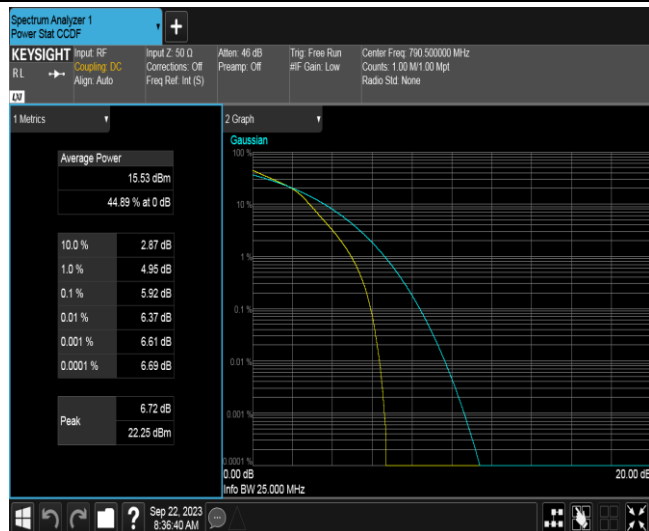 Spectrum Analyzer 1
Power Stat CCDF
+
KEYSIGHT
RL
Input: RF
Coupling: DC
Align: Auto
Input Z: 50 Ω
Corrections: Off
Freq Ref: Int (S)
Atten: 46 dB
Preamp: Off
Trig: Free Run
#IF Gain: Low
Center Freq: 790.500000 MHz
Counts: 1.00 M/1.00 Mpt
Radio Std: None
1 Metrics
Average Power
15.53 dBm
44.89 % at 0 dB
10.0 % 2.87 dB
1.0 % 4.95 dB
0.1 % 5.92 dB
0.01 % 6.37 dB
0.001 % 6.61 dB
0.0001 % 6.69 dB
Peak
6.72 dB
22.25 dBm
2 Graph
Gaussian
100 %
10 %
1 %
0.1 %
0.01 %
0.001 %
0.0001 %
0.00 dB 20.00 dB
Info BW 25.000 MHz
?
Sep 22, 2023
8:36:40 AM